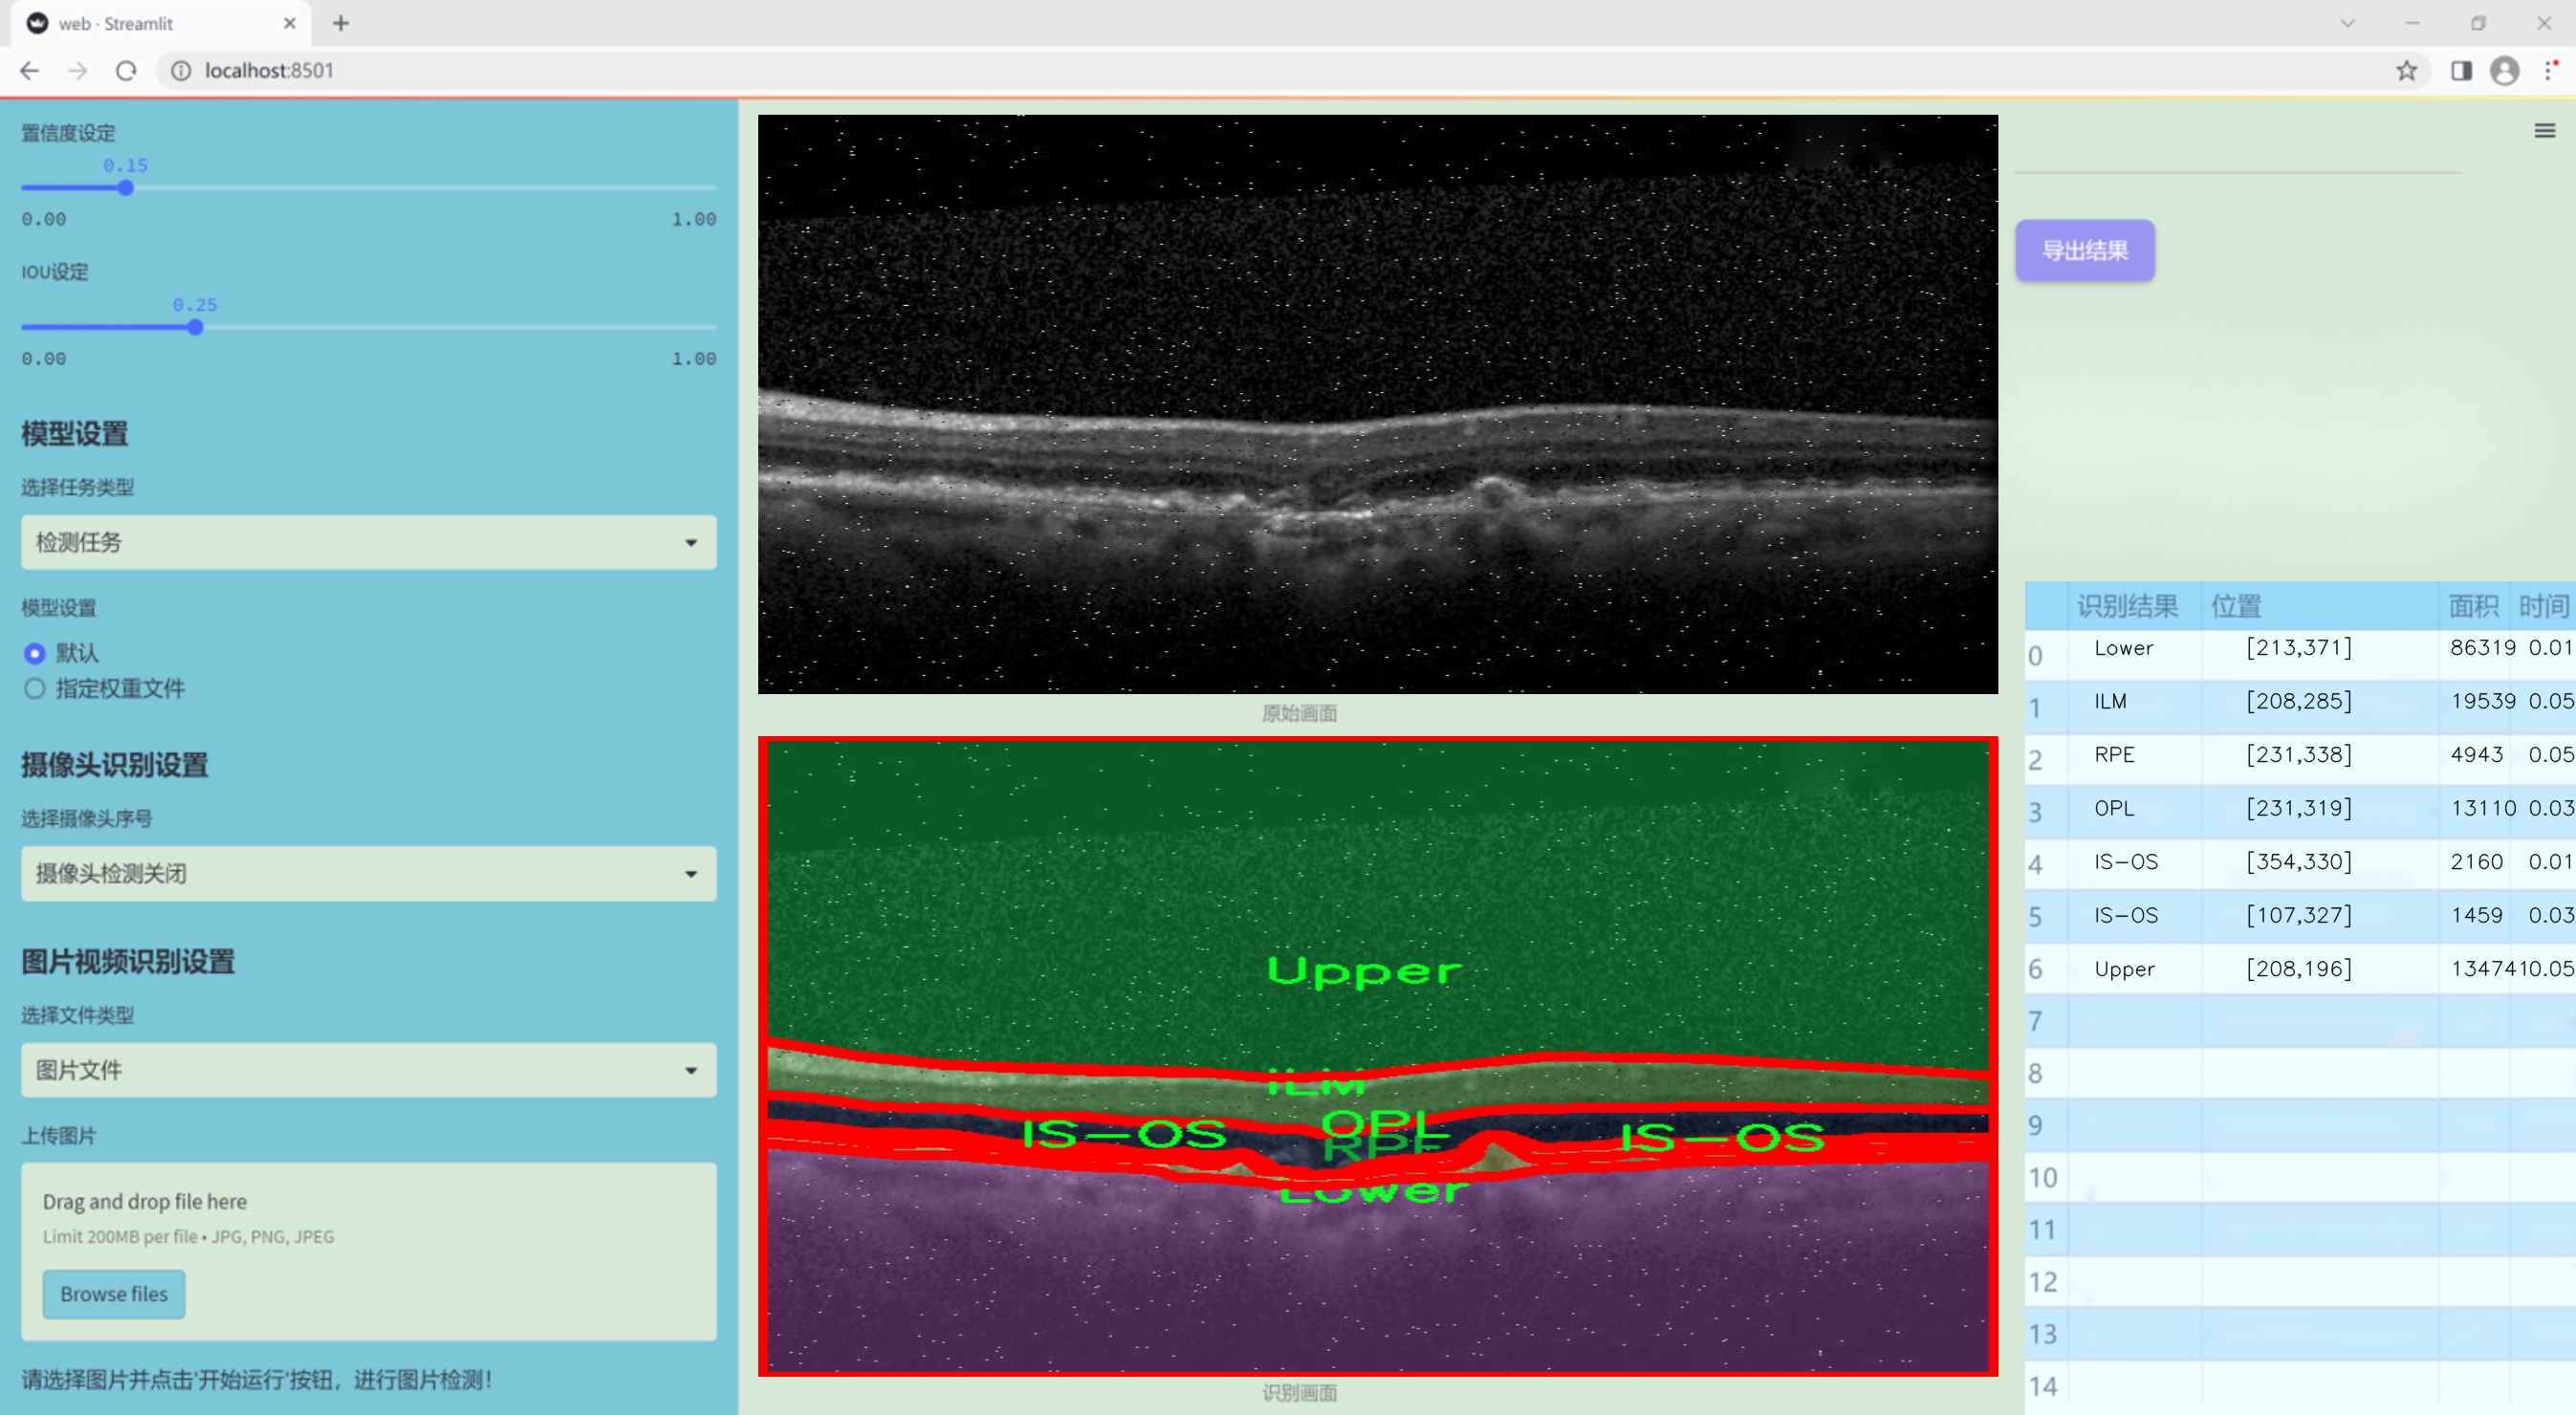 web · Streamlit
localhost:8501
置信度设定
0.15
0.00 1.00
IOU设定
0.25
0.00 1.00
模型设置
选择任务类型
检测任务
模型设置
默认
指定权重文件
摄像头识别设置
选择摄像头序号
摄像头检测关闭
图片视频识别设置
选择文件类型
图片文件
上传图片
Drag and drop file here
Limit 200MB per file • JPG, PNG, JPEG
Browse files
请选择图片并点击'开始运行'按钮，进行图片检测！
原始画面
Upper
ILM
OPL
RPE
IS-OS IS-OS
Lower
识别画面
导出结果
识别结果 位置 面积 时间
0 Lower [213,371] 86319 0.01
1 ILM [208,285] 19539 0.05
2 RPE [231,338] 4943 0.05
3 OPL [231,319] 13110 0.03
4 IS-OS [354,330] 2160 0.01
5 IS-OS [107,327] 1459 0.03
6 Upper [208,196] 1347410.05
7
8
9
10
11
12
13
14